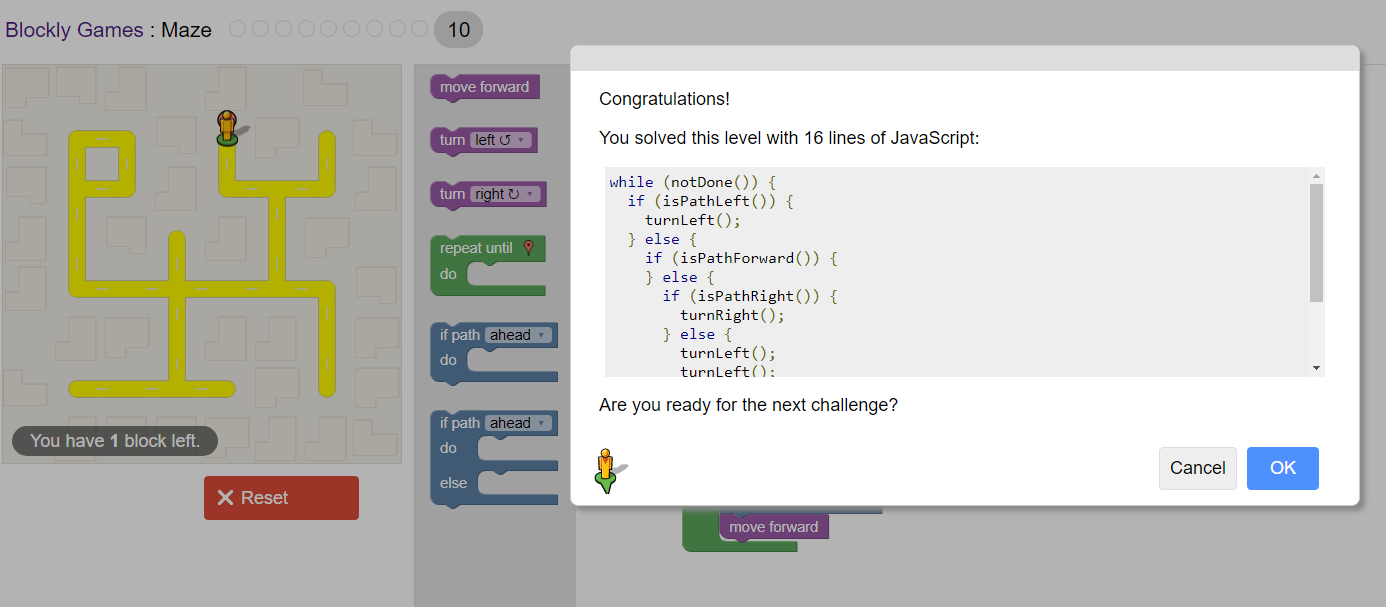 Blockly Games : Maze 10
move forward
turn left ↺ ▾
turn right ↻ ▾
repeat until
do
if path ahead ▾
do
if path ahead ▾
do
else
You have 1 block left.
Reset
Congratulations!
You solved this level with 16 lines of JavaScript:
while (notDone()) {
  if (isPathLeft()) {
    turnLeft();
  } else {
    if (isPathForward()) {
    } else {
      if (isPathRight()) {
        turnRight();
      } else {
        turnLeft();
        turnLeft();
Are you ready for the next challenge?
Cancel
OK
move forward